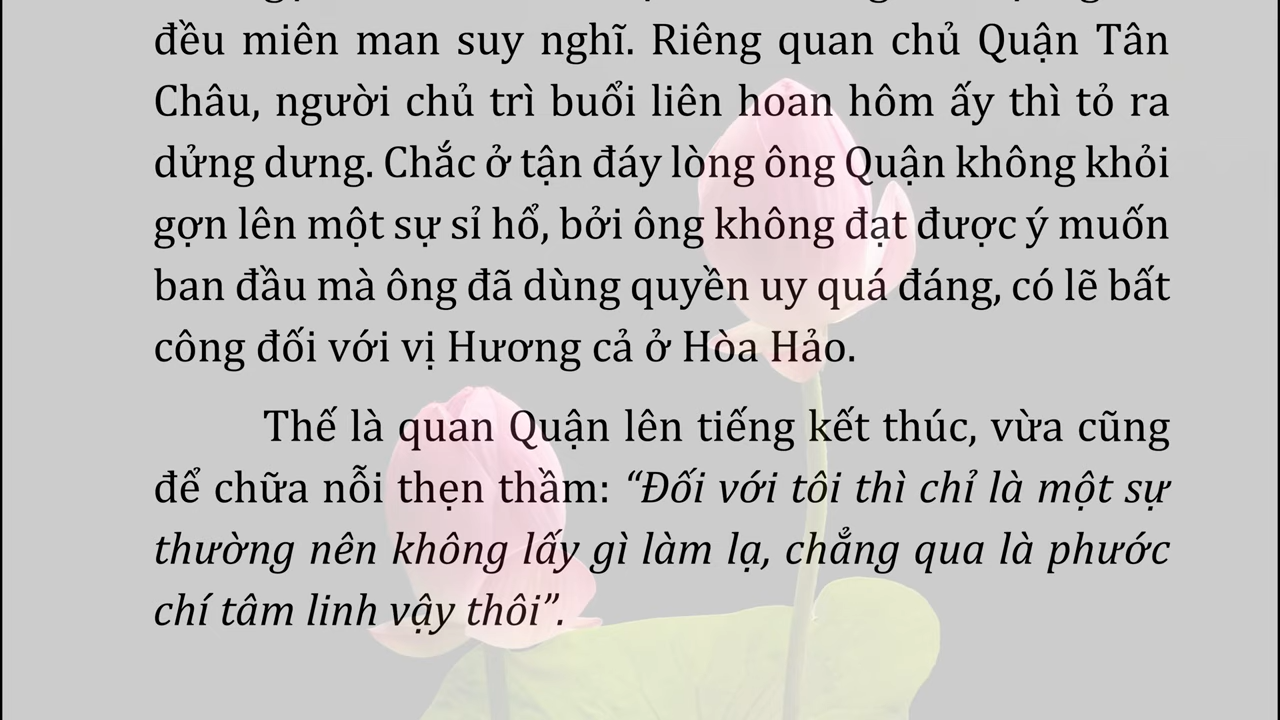 đều miên man suy nghĩ. Riêng quan chủ Quận Tân
Châu, người chủ trì buổi liên hoan hôm ấy thì tỏ ra
dửng dưng. Chắc ở tận đáy lòng ông Quận không khỏi
gợn lên một sự sỉ hổ, bởi ông không đạt được ý muốn
ban đầu mà ông đã dùng quyền uy quá đáng, có lẽ bất
công đối với vị Hương cả ở Hòa Hảo.
Thế là quan Quận lên tiếng kết thúc, vừa cũng
để chữa nỗi thẹn thầm: “Đối với tôi thì chỉ là một sự
thường nên không lấy gì làm lạ, chẳng qua là phước
chí tâm linh vậy thôi”.